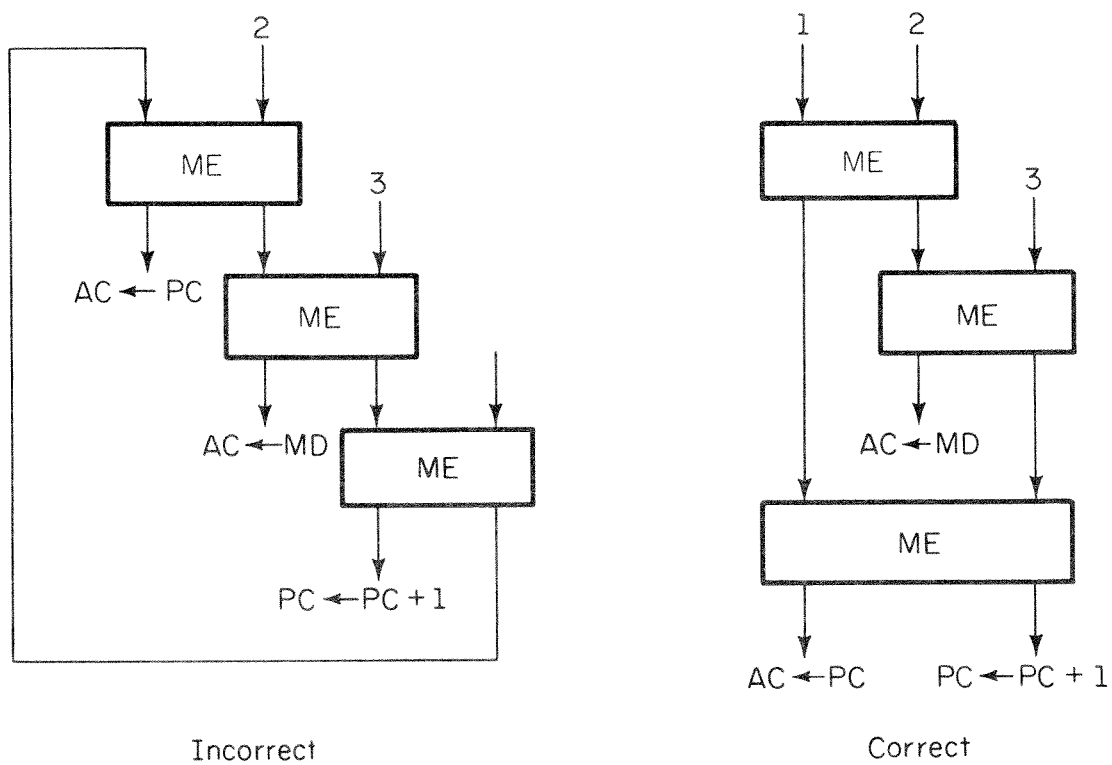 2
ME
3
AC ← PC
ME
AC ← MD
ME
PC ← PC + 1
Incorrect
1 2
ME
3
ME
AC ← MD
ME
AC ← PC PC ← PC + 1
Correct